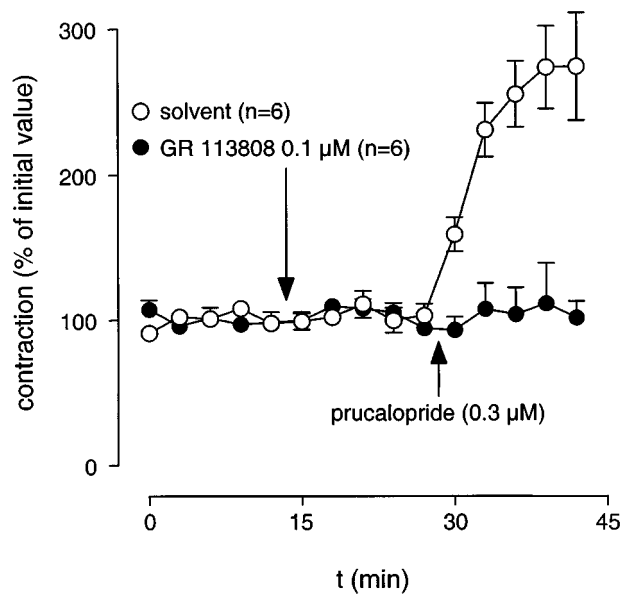 300
200
100
0
contraction (% of initial value)
solvent (n=6)
GR 113808 0.1 µM (n=6)
prucalopride (0.3 µM)
0 15 30 45
t (min)